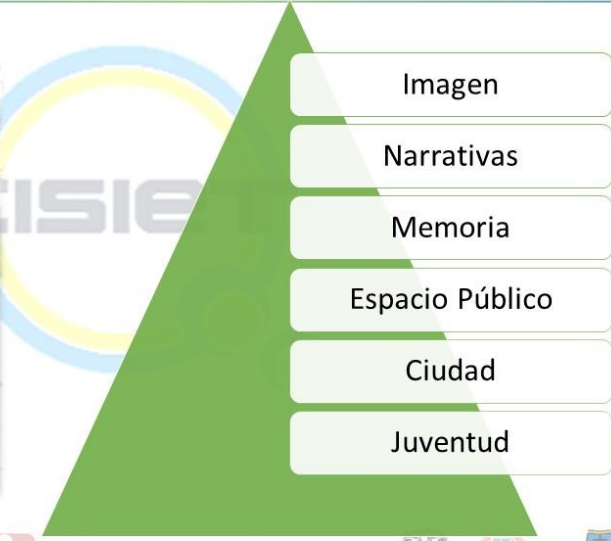 Imagen
Narrativas
Memoria
Espacio Público
Ciudad
Juventud